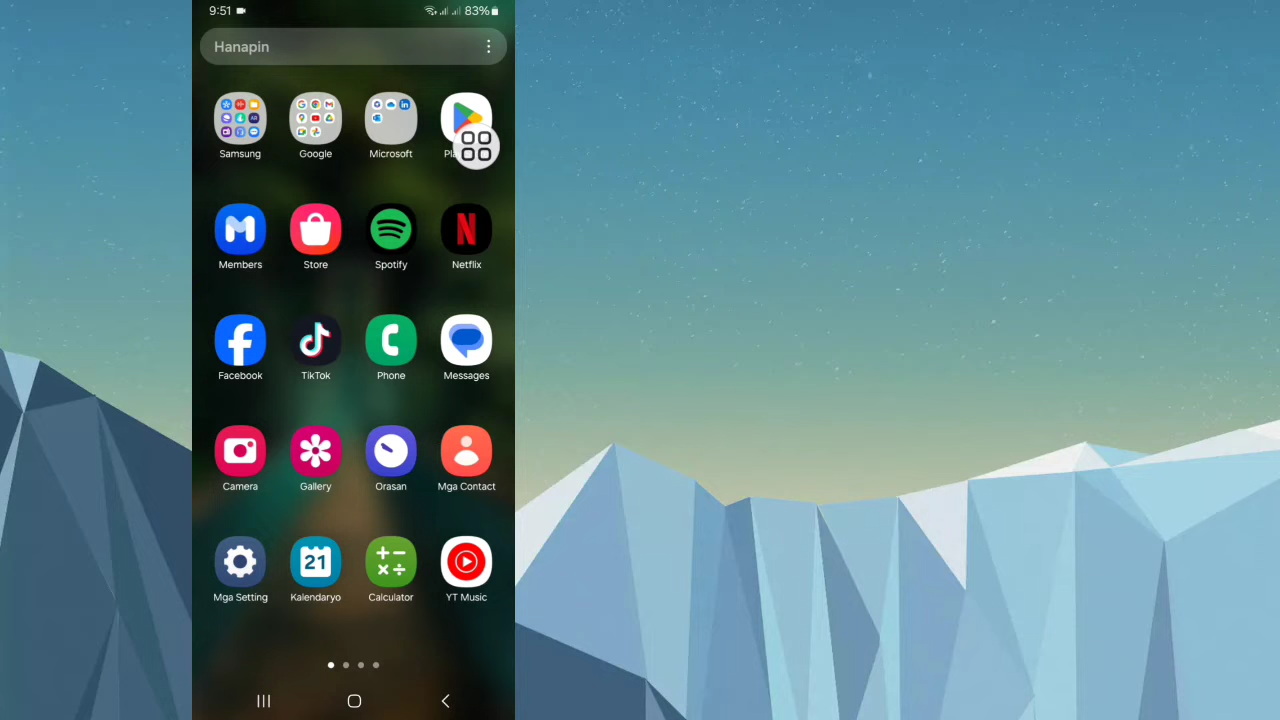 9:51
83%
Hanapin
Samsung
Google
Microsoft
Members
Store
Spotify
Netflix
Facebook
TikTok
Phone
Messages
Camera
Gallery
Orasan
Mga Contact
Mga Setting
21
Kalendaryo
Calculator
YT Music